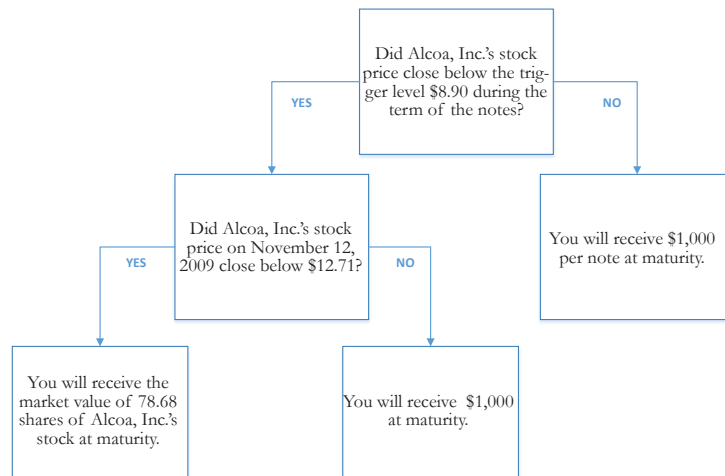 Did Alcoa, Inc.'s stock
price close below the trig-
ger level $8.90 during the
term of the notes?
YES
NO
Did Alcoa, Inc.'s stock
price on November 12,
2009 close below $12.71?
You will receive $1,000
per note at maturity.
YES
NO
You will receive the
market value of 78.68
shares of Alcoa, Inc.'s
stock at maturity.
You will receive $1,000
at maturity.